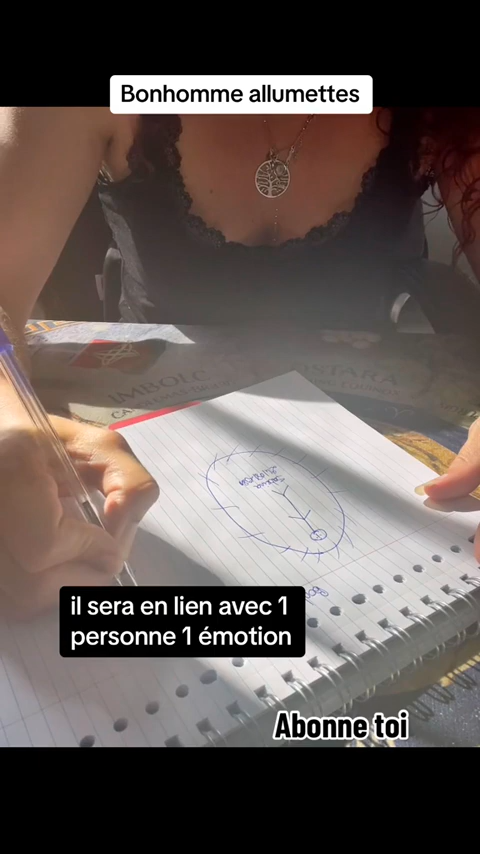 Bonhomme allumettes
IMBOLC
OSTARA
il sera en lien avec 1
personne 1 émotion
Abonne toi